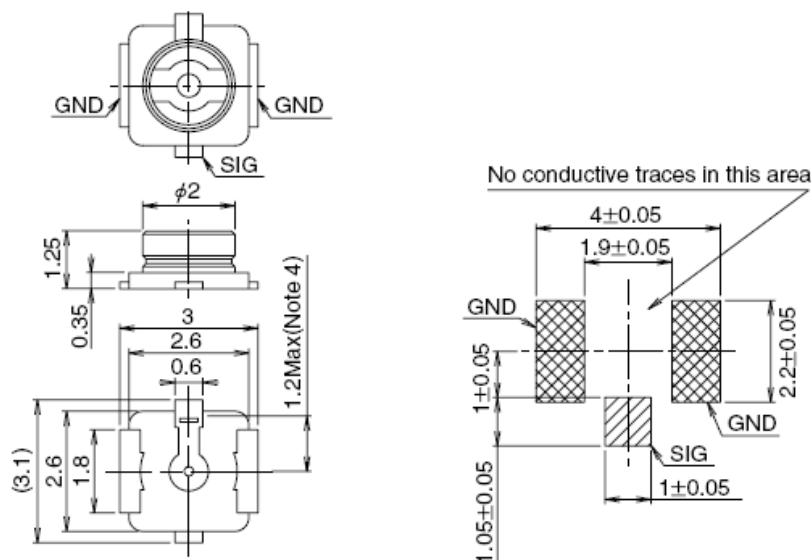 GND
GND
SIG
ϕ2
1.25
0.35
3
2.6
0.6
1.2Max(Note 4)
(3.1)
2.6
1.8
No conductive traces in this area
4±0.05
1.9±0.05
GND
1±0.05
2.2±0.05
GND
SIG
1.05±0.05
1±0.05